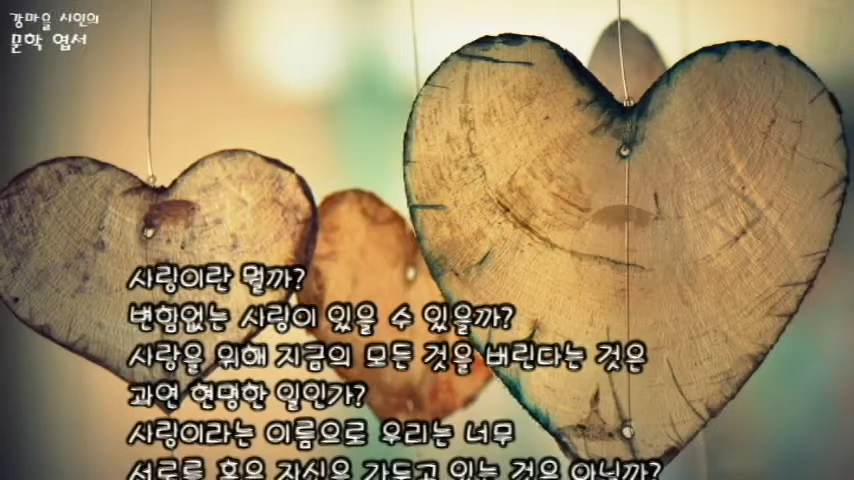 강마을 시인의
문학 엽서
사랑이란 뭘까?
변함없는 사랑이 있을 수 있을까?
사랑을 위해 지금의 모든 것을 버린다는 것은
과연 현명한 일인가?
사랑이라는 이름으로 우리는 너무
서로를 혹은 자신을 가두고 있는 것은 아닐까?